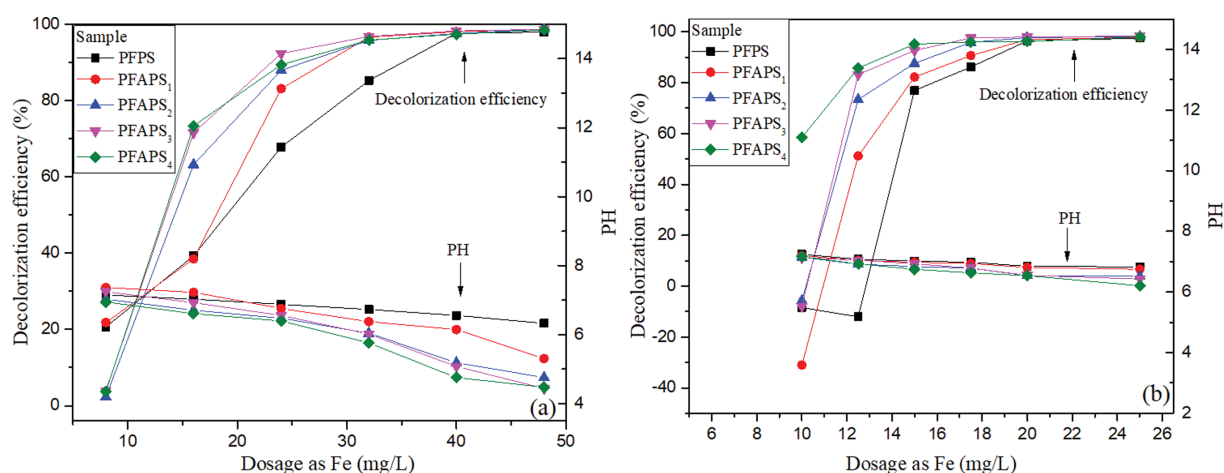 Sample
PFPS
PFAPS1
PFAPS2
PFAPS3
PFAPS4
Decolorization efficiency
PH
(a)
100
80
60
40
20
0
Decolorization efficiency (%)
14
12
10
8
6
4
PH
10 20 30 40 50
Dosage as Fe (mg/L)
Sample
PFPS
PFAPS1
PFAPS2
PFAPS3
PFAPS4
Decolorization efficiency
PH
(b)
100
80
60
40
20
0
-20
-40
Decolorization efficiency (%)
14
12
10
8
6
4
2
PH
6 8 10 12 14 16 18 20 22 24 26
Dosage as Fe (mg/L)